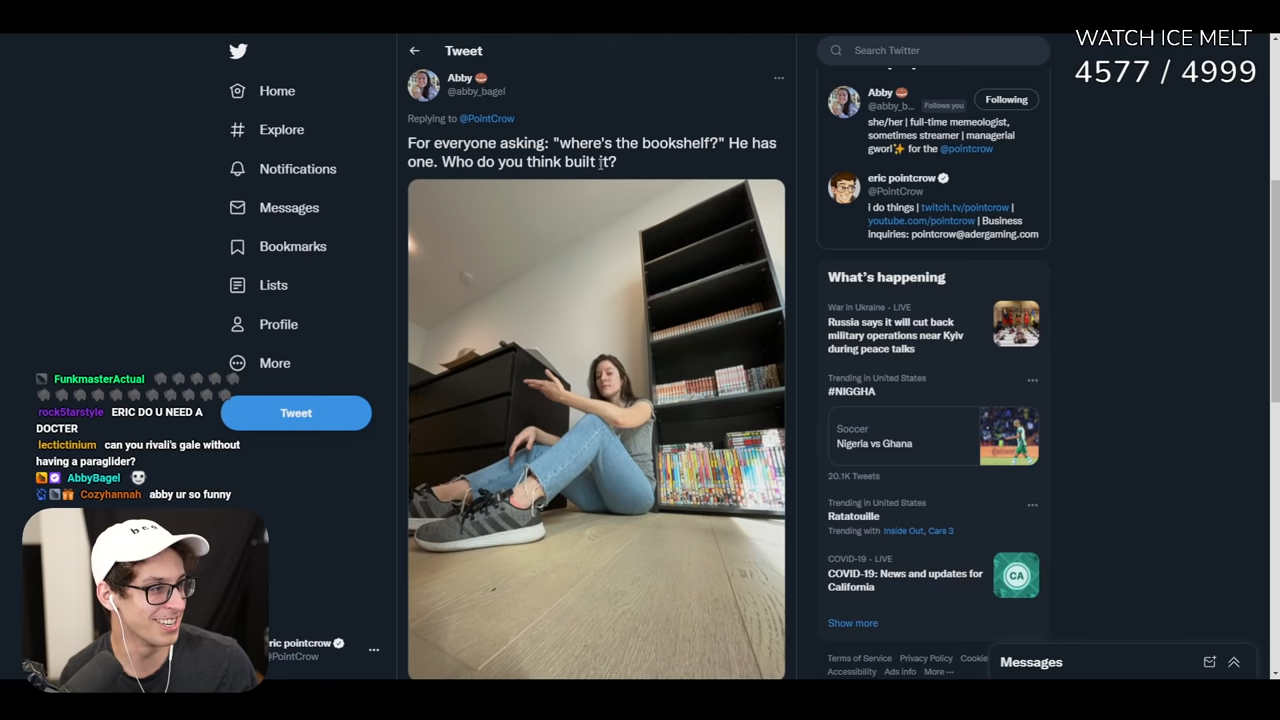 WATCH ICE MELT
4577 / 4999
Home
Explore
Notifications
Messages
Bookmarks
Lists
Profile
More
Tweet
FunkmasterActual
rock5tarstyle ERIC DO U NEED A
DOCTER
lectictinium can you rivali's gale without
having a paraglider?
AbbyBagel
Cozyhannah abby ur so funny
bng
ric pointcrow
@PointCrow
Tweet
Abby
@abby_bagel
Replying to @PointCrow
For everyone asking: "where's the bookshelf?" He has
one. Who do you think built it?
Search Twitter
Abby
@abby_b... Follows you
Following
she/her | full-time memeologist,
sometimes streamer | managerial
gworl✨ for the @pointcrow
eric pointcrow
@PointCrow
i do things | twitch.tv/pointcrow |
youtube.com/pointcrow | Business
inquiries: pointcrow@adergaming.com
What's happening
War in Ukraine · LIVE
Russia says it will cut back
military operations near Kyiv
during peace talks
Trending in United States
#NIGGHA
Soccer
Nigeria vs Ghana
20.1K Tweets
Trending in United States
Ratatouille
Trending with Inside Out, Cars 3
COVID-19 · LIVE
COVID-19: News and updates for
California
CA
Show more
Terms of Service Privacy Policy Cookie
Accessibility Ads info More ···
Messages